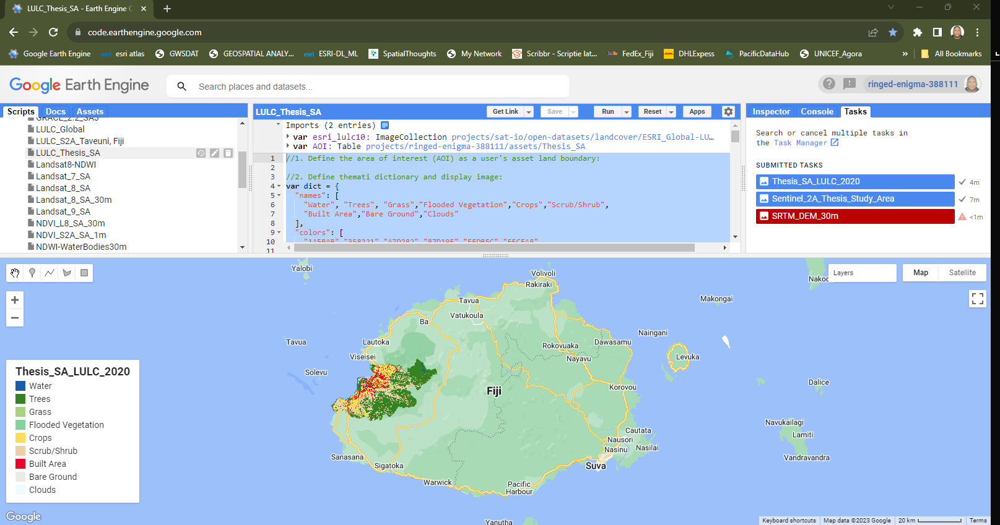 LULC_Thesis_SA - Earth Engine C
code.earthengine.google.com
Google Earth Engine
esri esri atlas
GWSDAT
GEOSPATIAL ANALY...
esri ESRI-DL_ML
SpatialThoughts
My Network
Scribbr - Scriptie lat...
FedEx_Fiji
DHLExpess
PacificDataHub
UNICEF_Agora
»
All Bookmarks
Google Earth Engine
Search places and datasets...
ringed-enigma-388111
Scripts Docs Assets
GRACE_2.2_SAS
LULC_Global
LULC_S2A_Taveuni, Fiji
LULC_Thesis_SA
Landsat8-NDWI
Landsat_7_SA
Landsat_8_SA
Landsat_8_SA_30m
Landsat_9_SA
NDVI_L8_SA_30m
NDVI_S2A_SA_1m
NDWI-WaterBodies30m
LULC_Thesis_SA
Get Link Save Run Reset Apps
Imports (2 entries)
var esri_lulc10: ImageCollection projects/sat-io/open-datasets/landcover/ESRI_Global-LU...
var AOI: Table projects/ringed-enigma-388111/assets/Thesis_SA
1 //1. Define the area of interest (AOI) as a user's asset land boundary:
2
3 //2. Define themati dictionary and display image:
4 var dict = {
5 "names": [
6 "Water", "Trees", "Grass","Flooded Vegetation","Crops","Scrub/Shrub",
7 "Built Area","Bare Ground","Clouds"
8 ],
9 "colors": [
10 "1A5BAB","358221","A7D282","87D19E","FFDB5C","EECFA8",
11
Inspector Console Tasks
Search or cancel multiple tasks in
the Task Manager
SUBMITTED TASKS
Thesis_SA_LULC_2020 4m
Sentinel_2A_Thesis_Study_Area 7m
SRTM_DEM_30m <1m
Layers
Map Satellite
Yalobi
Volivoli
Rakiraki
Nakod
Makongai
Tavua
Vatukoula
Ba
Naingani
Tavua
Lautoka
Rokovuaka
Dawasamu
Viseisei
Nayavu
Levuka
Solevu
Fiji
Korovou
Dalice
Navukailagi
Cautata
Lamiti
Nausori
Nasinu
Nasilai
Sanasana
Sigatoka
Suva
Vandravandra
Warwick
Pacific
Harbour
Yanutha
Thesis_SA_LULC_2020
Water
Trees
Grass
Flooded Vegetation
Crops
Scrub/Shrub
Built Area
Bare Ground
Clouds
Google
Keyboard shortcuts Map data ©2023 Google 20 km Terms